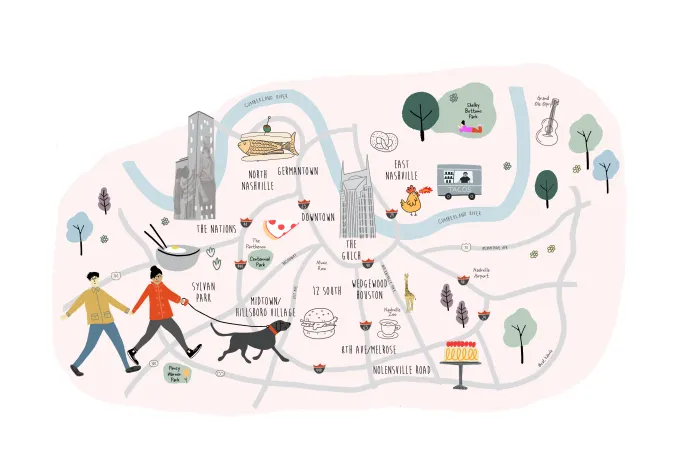 CUMBERLAND RIVER
Shelby
Bottoms
Park
Grand
Ole Opry
GERMANTOWN
NORTH
NASHVILLE
EAST
NASHVILLE
TACOS
THE NATIONS
DOWNTOWN
CUMBERLAND RIVER
The
Parthenon
Centennial
Park
THE
GULCH
Music
Row
Nashville
Airport
SYLVAN
PARK
12 SOUTH
WEDGEWOOD
HOUSTON
MIDTOWN/
HILLSBORO VILLAGE
Nashville
Zoo
8TH AVE/MELROSE
NOLENSVILLE ROAD
Percy
Warner
Park